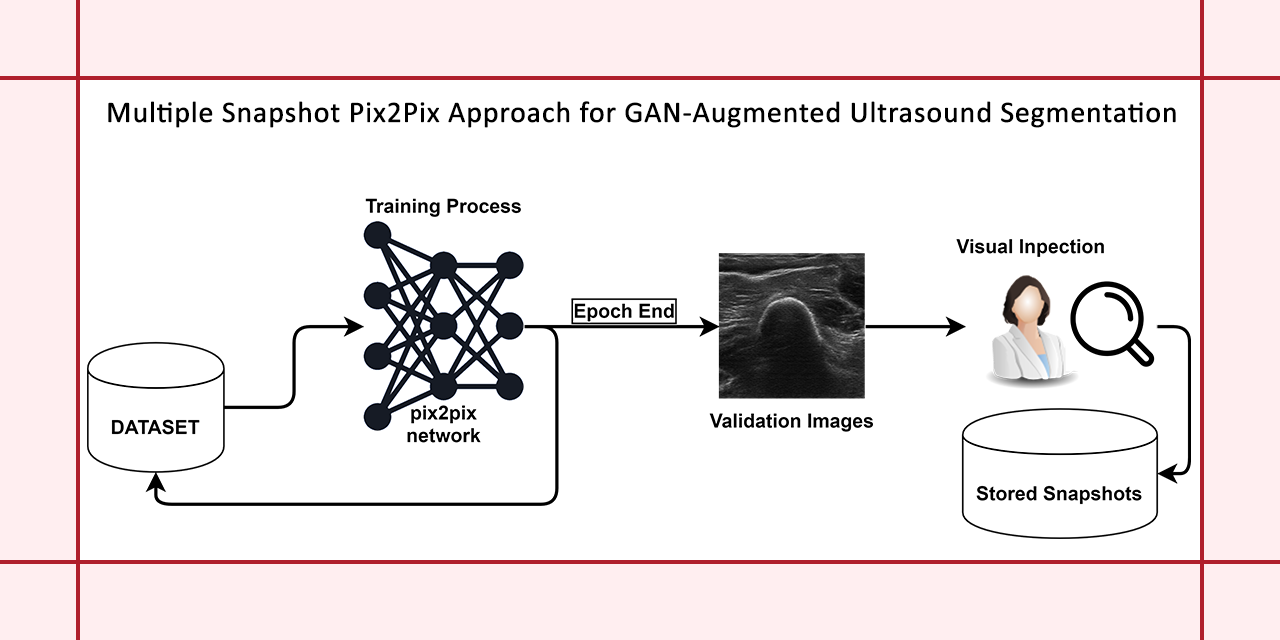 Multiple Snapshot Pix2Pix Approach for GAN-Augmented Ultrasound Segmentation
Training Process
Visual Inpection
Epoch End
DATASET
pix2pix
network
Validation Images
Stored Snapshots